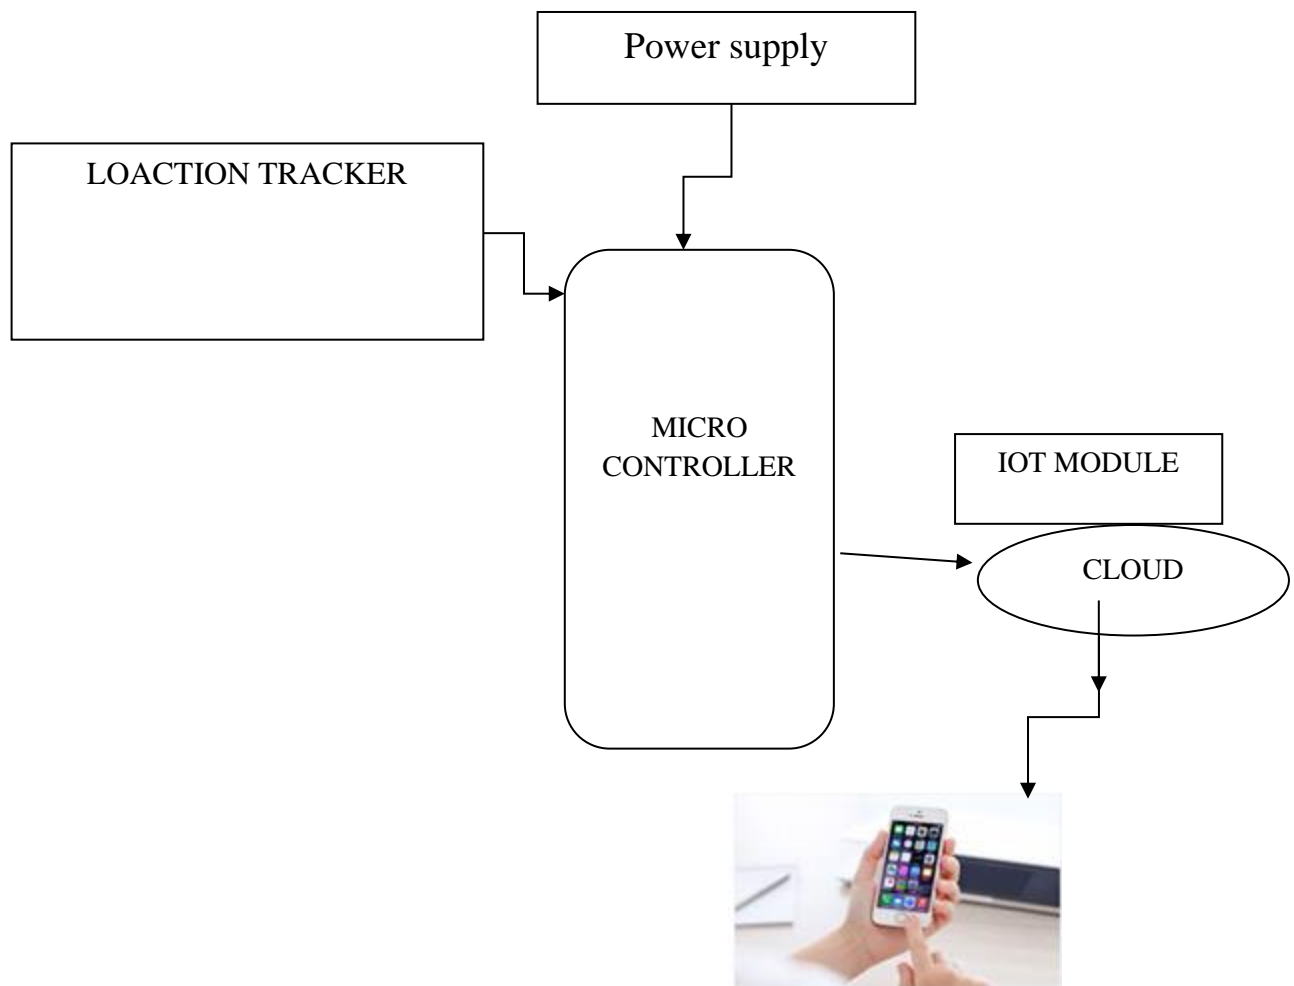 Power supply
LOACTION TRACKER
MICRO
CONTROLLER
IOT MODULE
CLOUD